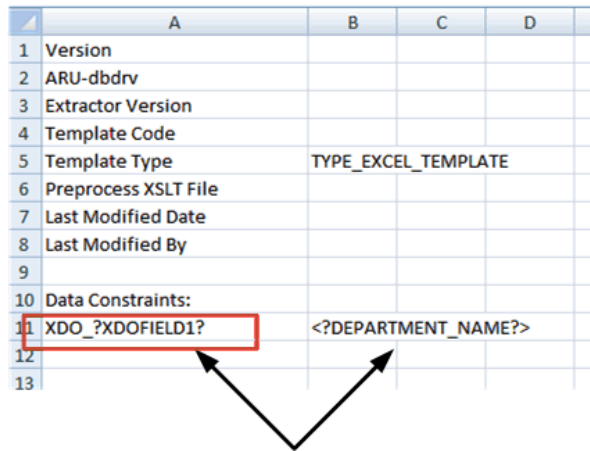 A B C D
1 Version
2 ARU-dbdrv
3 Extractor Version
4 Template Code
5 Template Type TYPE_EXCEL_TEMPLATE
6 Preprocess XSLT File
7 Last Modified Date
8 Last Modified By
9
10 Data Constraints:
11 XDO_?XDOFIELD1? <?DEPARTMENT_NAME?>
12
13